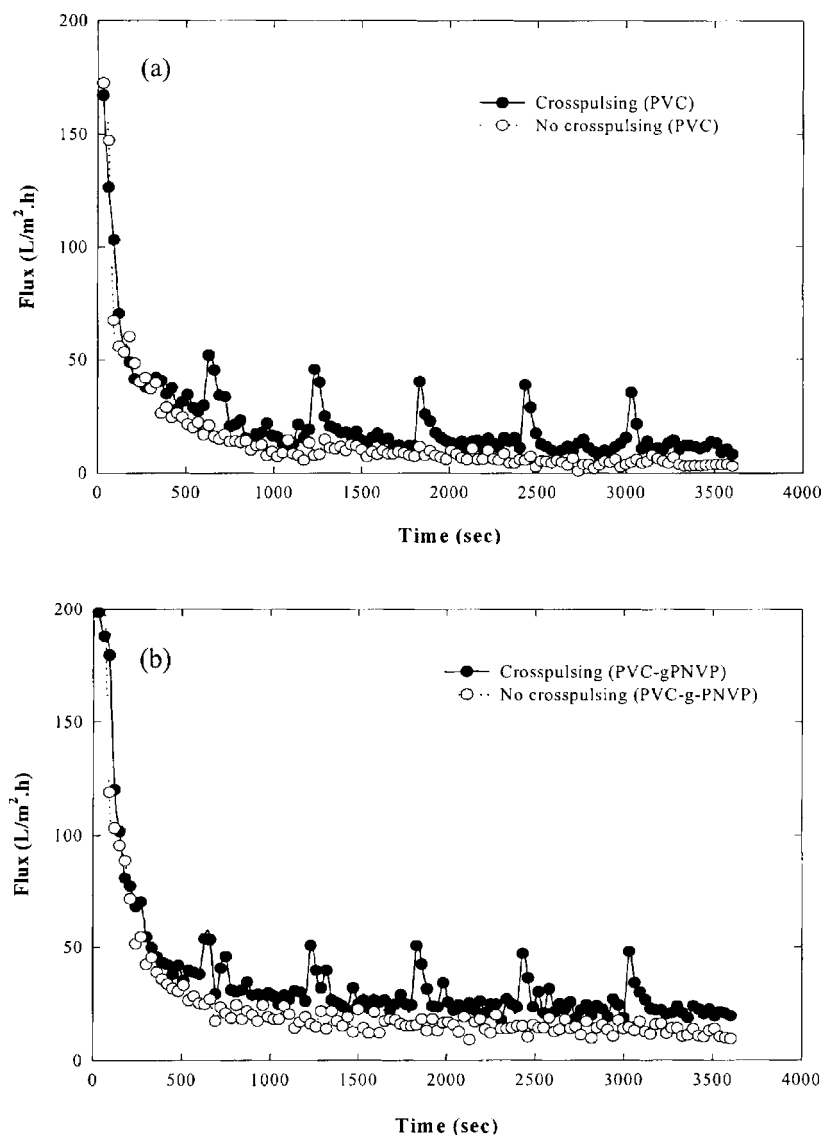 200
(a)
Crosspulsing (PVC)
No crosspulsing (PVC)
150
100
50
0
Flux (L/m².h)
0 500 1000 1500 2000 2500 3000 3500 4000
Time (sec)
200
(b)
Crosspulsing (PVC-gPNVP)
No crosspulsing (PVC-g-PNVP)
150
100
50
0
Flux (L/m².h)
0 500 1000 1500 2000 2500 3000 3500 4000
Time (sec)